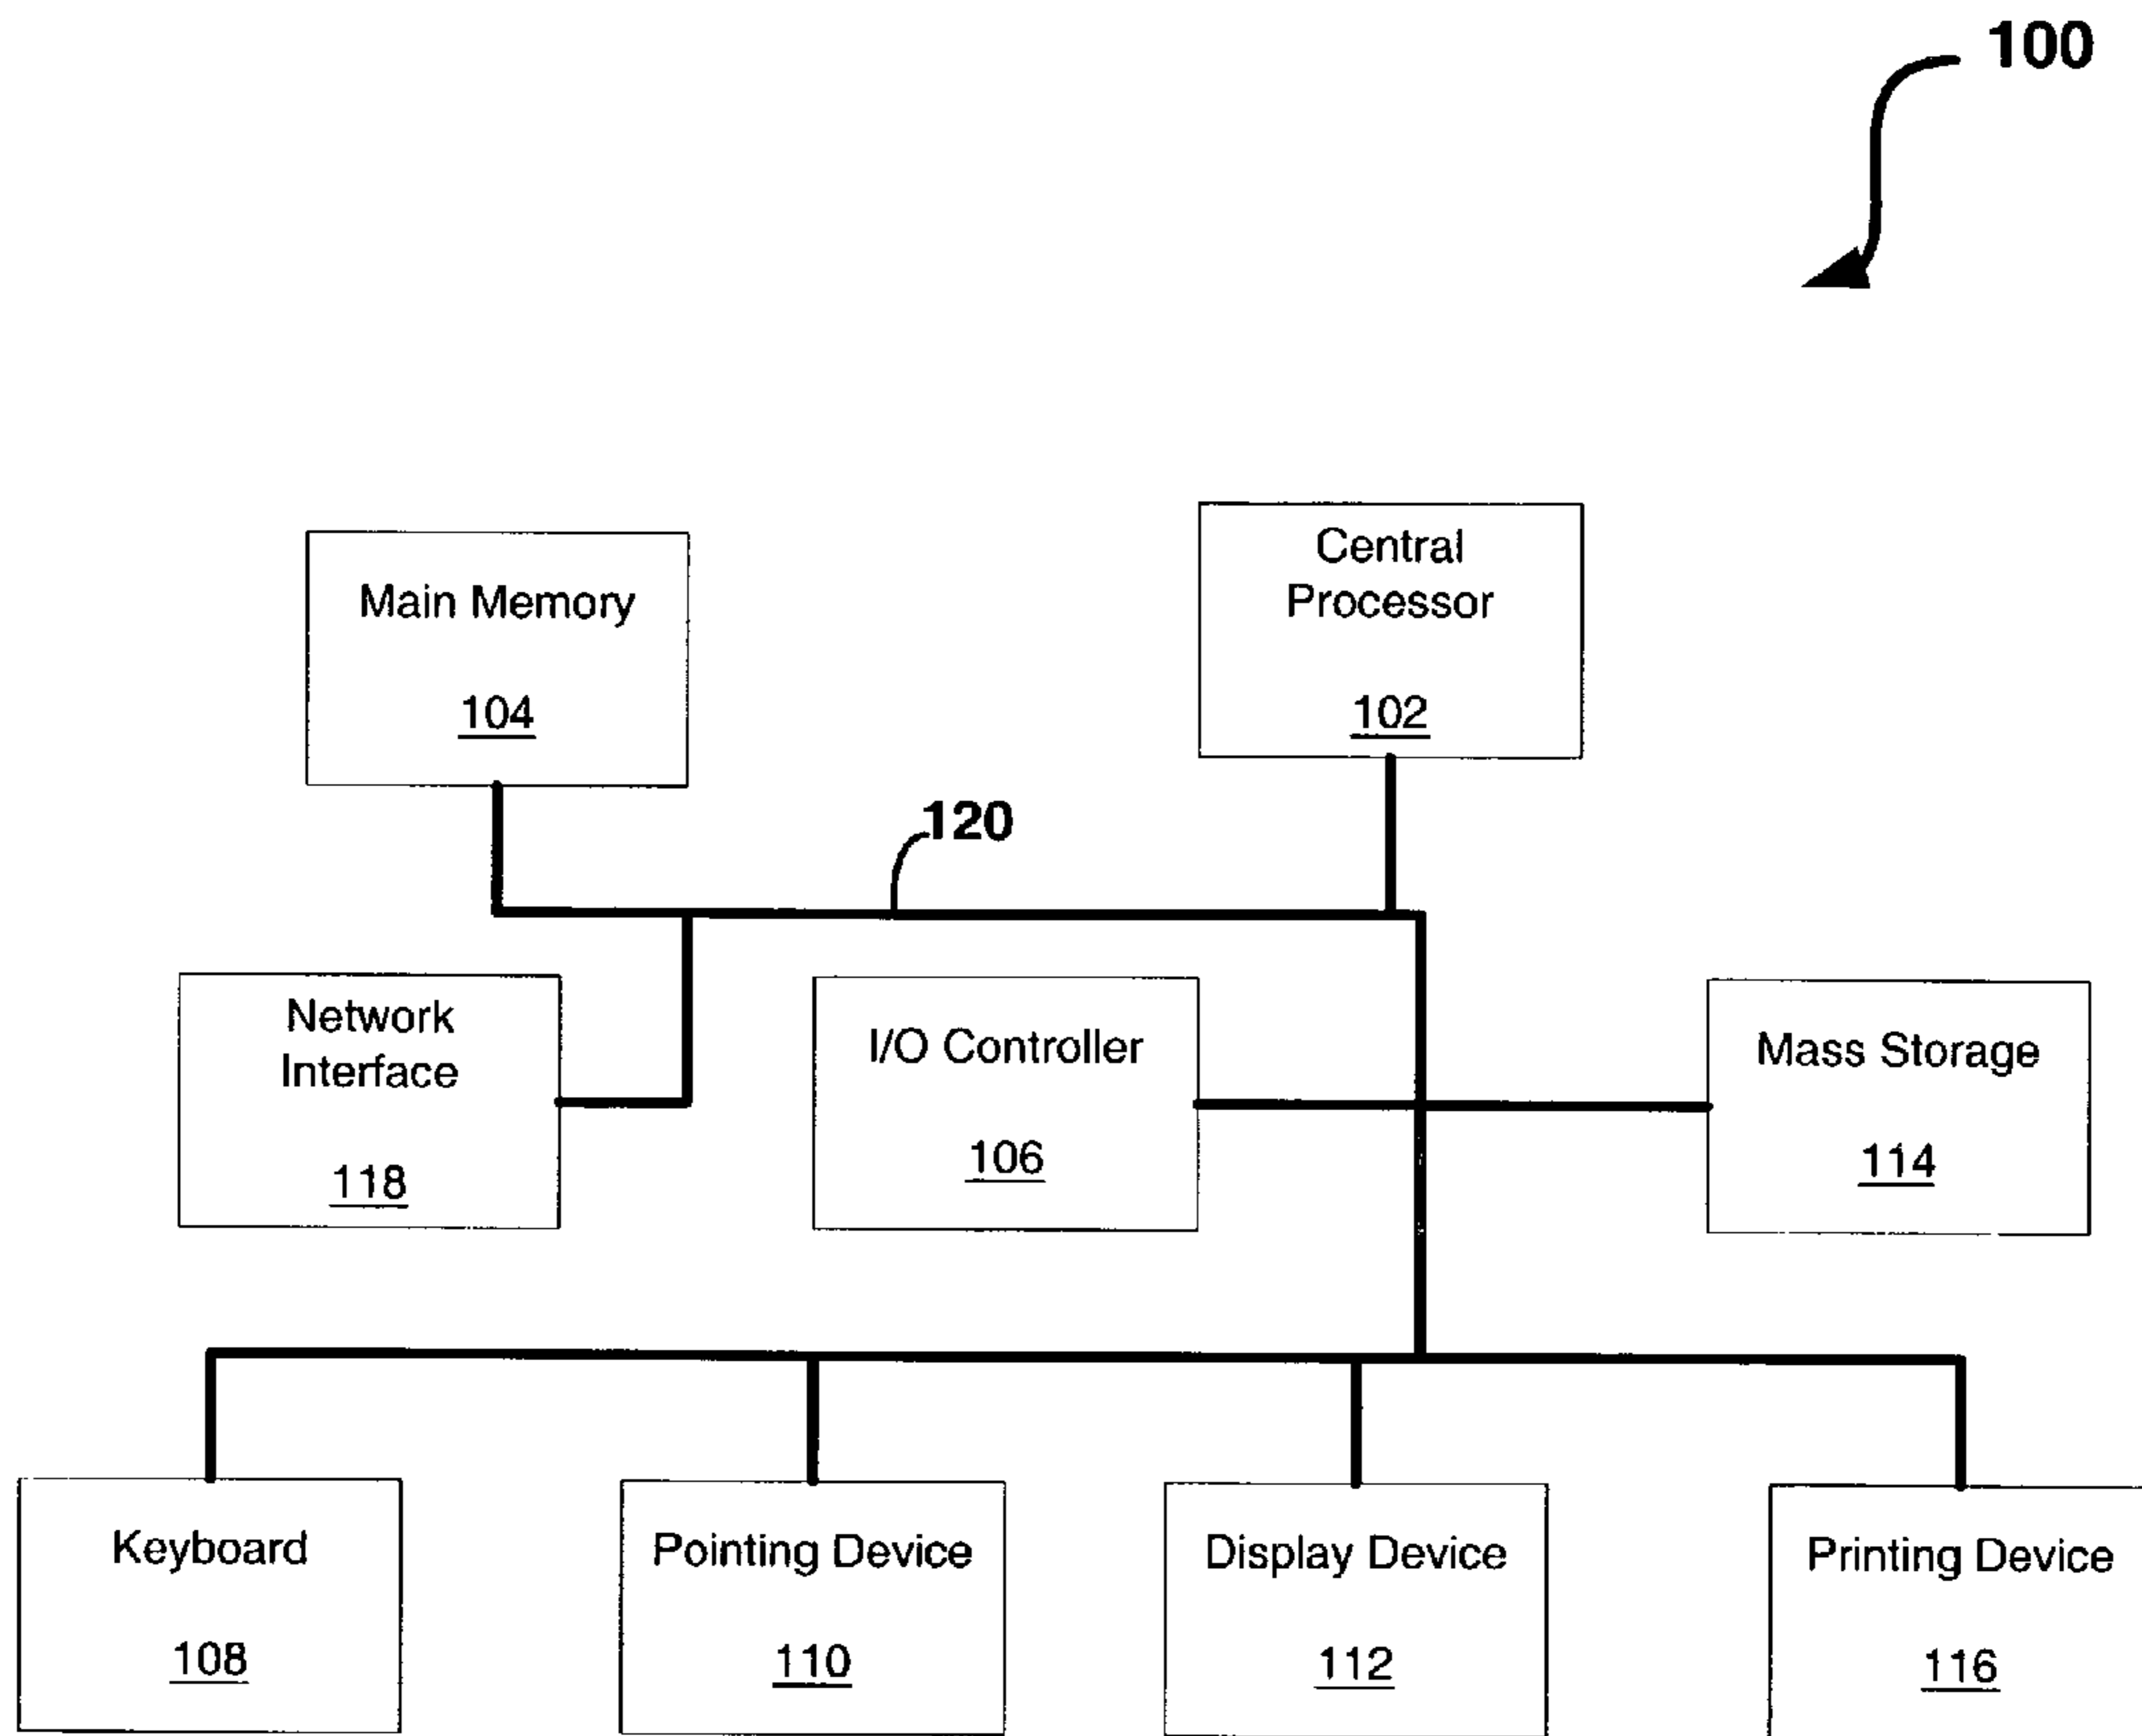 100
Main Memory
104
Central
Processor
102
120
Network
Interface
118
I/O Controller
106
Mass Storage
114
Keyboard
108
Pointing Device
110
Display Device
112
Printing Device
116